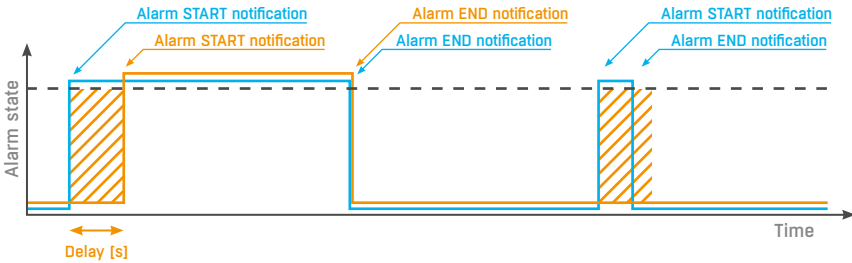 Alarm START notification
Alarm END notification
Alarm START notification
Alarm START notification
Alarm END notification
Alarm END notification
Alarm state
Time
Delay [s]